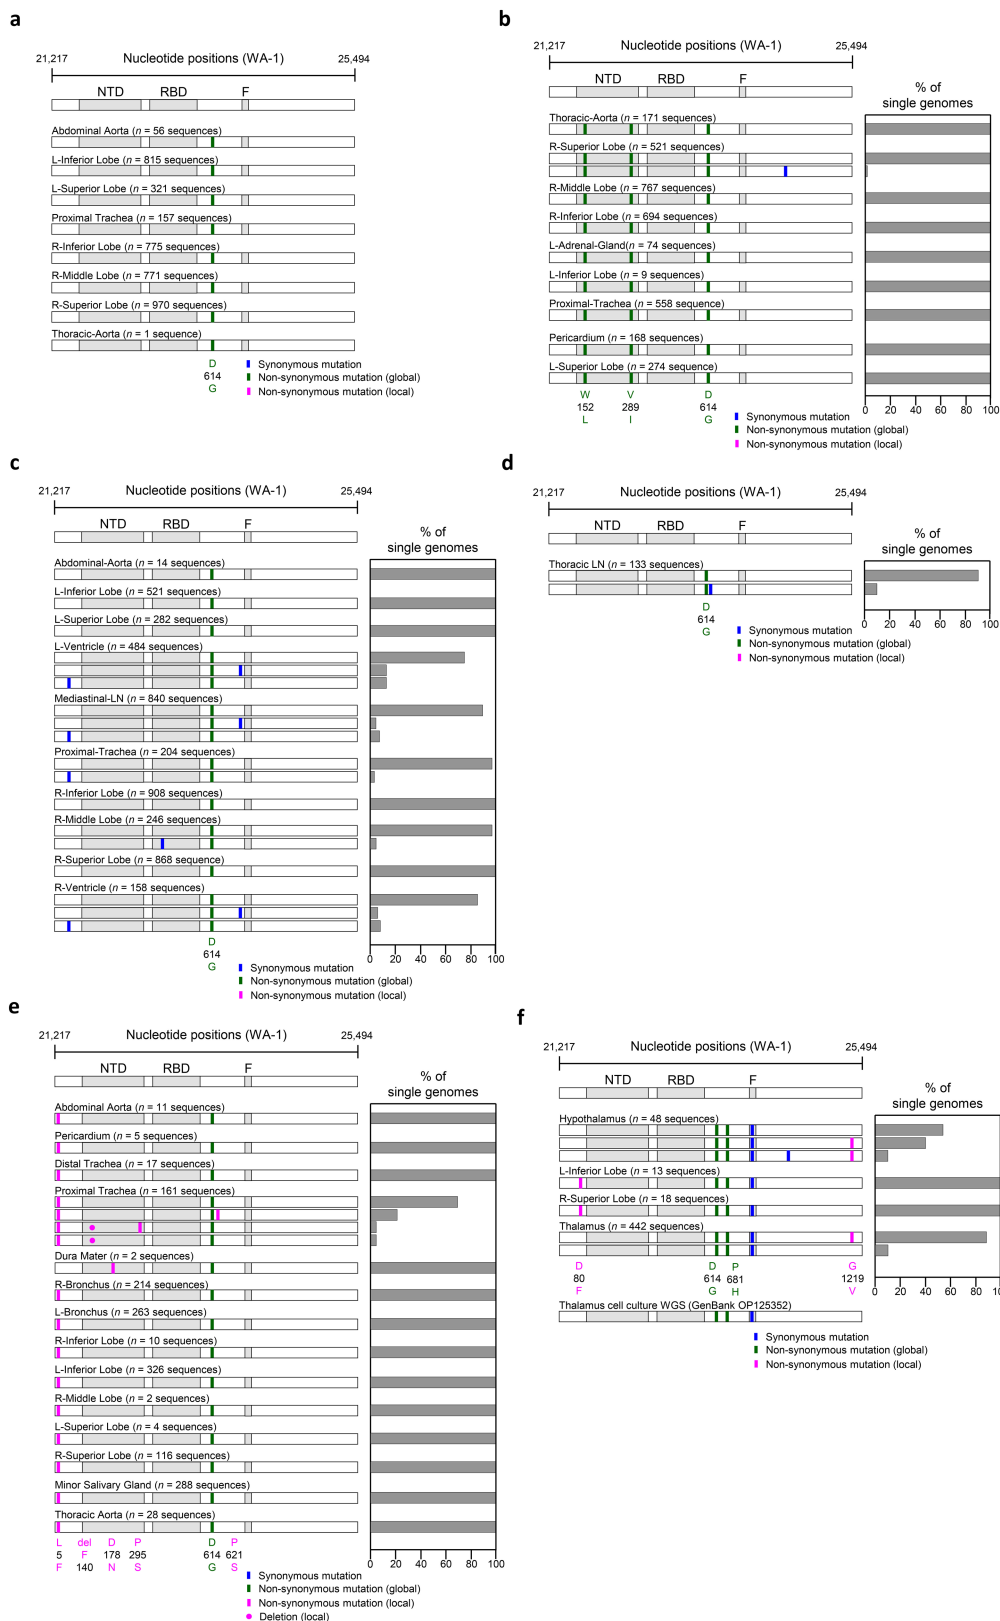 a
21,217
Nucleotide positions (WA-1)
25,494
NTD RBD F
Abdominal Aorta (n = 56 sequences)
L-Inferior Lobe (n = 815 sequences)
L-Superior Lobe (n = 321 sequences)
Proximal Trachea (n = 157 sequences)
R-Inferior Lobe (n = 775 sequences)
R-Middle Lobe (n = 771 sequences)
R-Superior Lobe (n = 970 sequences)
Thoracic-Aorta (n = 1 sequence)
D
614
G
Synonymous mutation
Non-synonymous mutation (global)
Non-synonymous mutation (local)
b
21,217
Nucleotide positions (WA-1)
25,494
NTD RBD F
% of
single genomes
Thoracic-Aorta (n = 171 sequences)
R-Superior Lobe (n = 521 sequences)
R-Middle Lobe (n = 767 sequences)
R-Inferior Lobe (n = 694 sequences)
L-Adrenal-Gland(n = 74 sequences)
L-Inferior Lobe (n = 9 sequences)
Proximal-Trachea (n = 558 sequence)
Pericardium (n = 168 sequences)
L-Superior Lobe (n = 274 sequence)
0 20 40 60 80 100
W V D
152 289 614
L I G
Synonymous mutation
Non-synonymous mutation (global)
Non-synonymous mutation (local)
c
21,217
Nucleotide positions (WA-1)
25,494
NTD RBD F
% of
single genomes
Abdominal-Aorta (n = 14 sequences)
L-Inferior Lobe (n = 521 sequences)
L-Superior Lobe (n = 282 sequences)
L-Ventricle (n = 484 sequences)
Mediastinal-LN (n = 840 sequences)
Proximal-Trachea (n = 204 sequences)
R-Inferior Lobe (n = 908 sequences)
R-Middle Lobe (n = 246 sequences)
R-Superior Lobe (n = 868 sequence)
R-Ventricle (n = 158 sequences)
0 20 40 60 80 100
D
614
G
Synonymous mutation
Non-synonymous mutation (global)
Non-synonymous mutation (local)
d
21,217
Nucleotide positions (WA-1)
25,494
NTD RBD F
% of
single genomes
Thoracic LN (n = 133 sequences)
0 20 40 60 80 100
D
614
G
Synonymous mutation
Non-synonymous mutation (global)
Non-synonymous mutation (local)
e
21,217
Nucleotide positions (WA-1)
25,494
NTD RBD F
% of
single genomes
Abdominal Aorta (n = 11 sequences)
Pericardium (n = 5 sequences)
Distal Trachea (n = 17 sequences)
Proximal Trachea (n = 161 sequences)
Dura Mater (n = 2 sequences)
R-Bronchus (n = 214 sequences)
L-Bronchus (n = 263 sequences)
R-Inferior Lobe (n = 10 sequences)
L-Inferior Lobe (n = 326 sequences)
R-Middle Lobe (n = 2 sequences)
L-Superior Lobe (n = 4 sequences)
R-Superior Lobe (n = 116 sequences)
Minor Salivary Gland (n = 288 sequences)
Thoracic Aorta (n = 28 sequences)
0 20 40 60 80 100
L del D P D P
5 F 178 295 614 621
F 140 N S G S
Synonymous mutation
Non-synonymous mutation (global)
Non-synonymous mutation (local)
Deletion (local)
f
21,217
Nucleotide positions (WA-1)
25,494
NTD RBD F
% of
single genomes
Hypothalamus (n = 48 sequences)
L-Inferior Lobe (n = 13 sequences)
R-Superior Lobe (n = 18 sequences)
Thalamus (n = 442 sequences)
0 20 40 60 80 100
D D P G
80 614 681 1219
F G H V
Thalamus cell culture WGS (GenBank OP125352)
Synonymous mutation
Non-synonymous mutation (global)
Non-synonymous mutation (local)